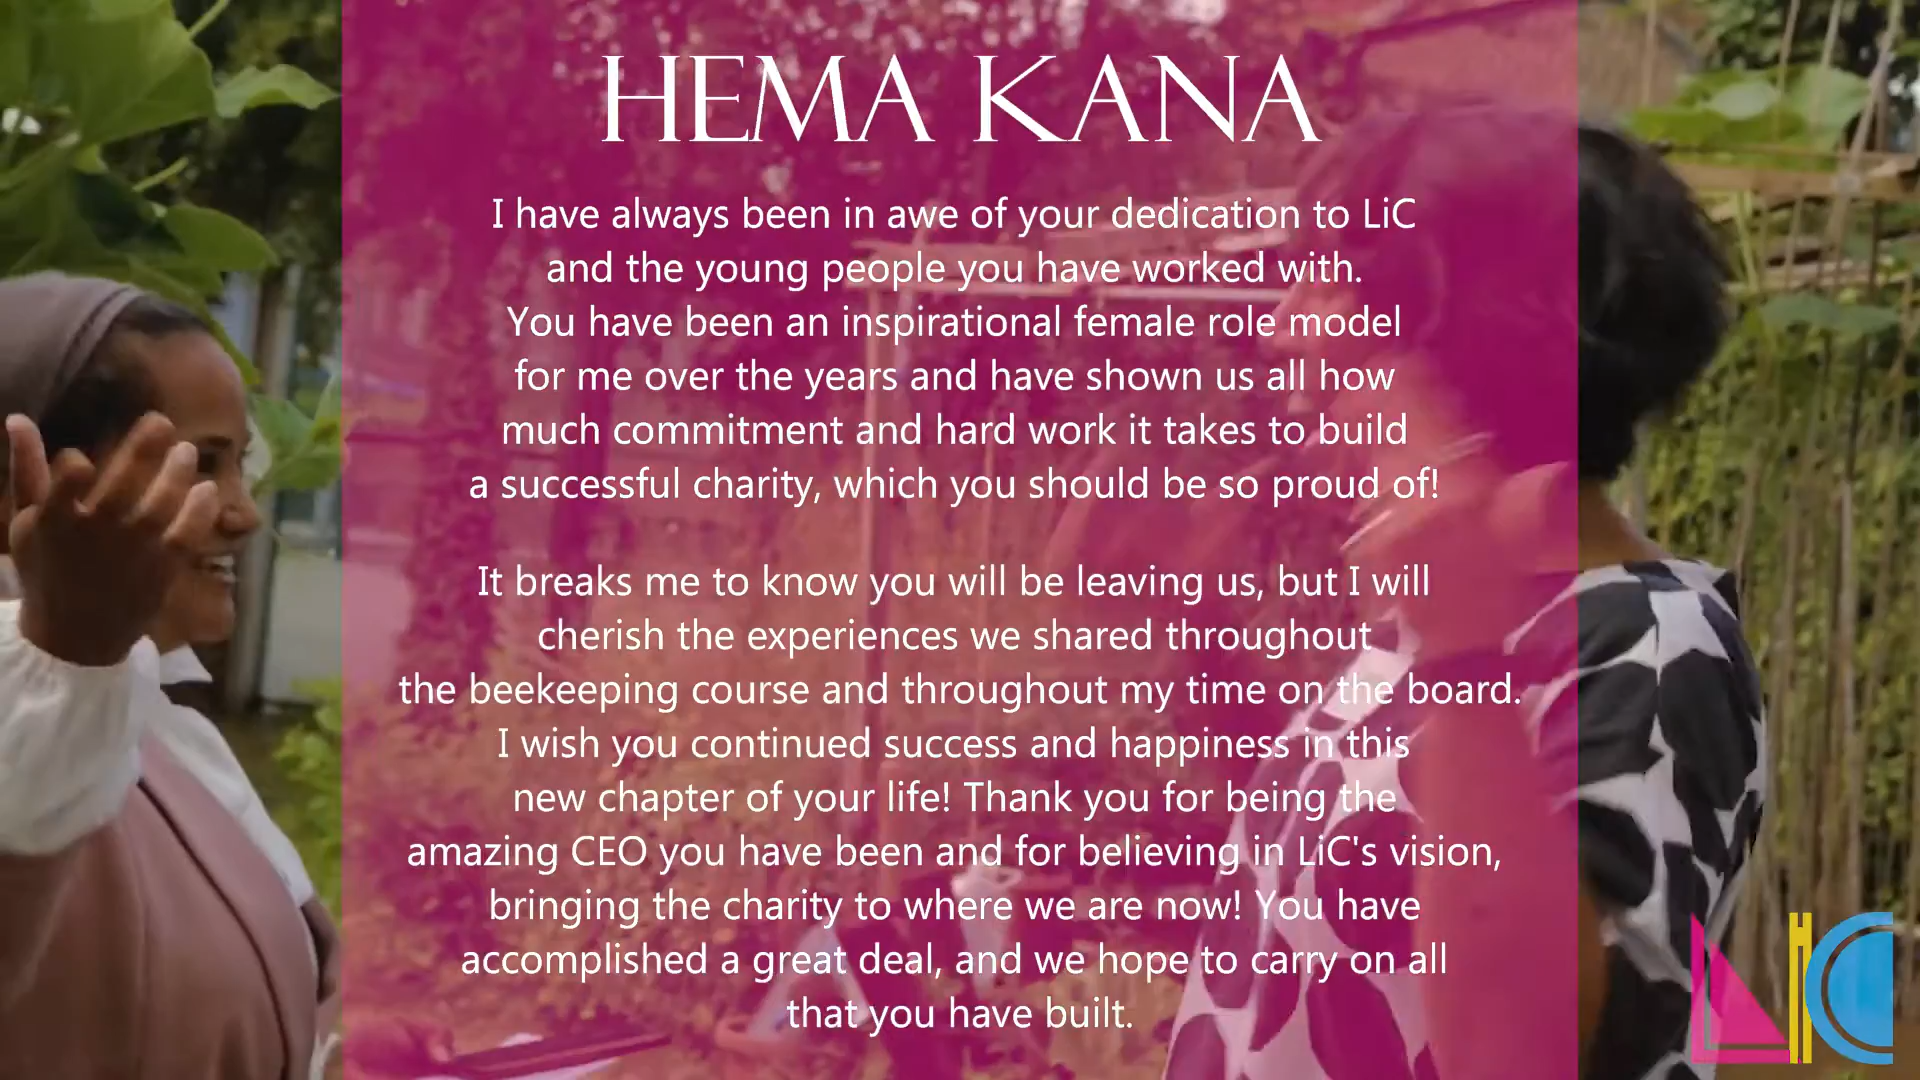 HEMA KANA
I have always been in awe of your dedication to LiC
and the young people you have worked with.
You have been an inspirational female role model
for me over the years and have shown us all how
much commitment and hard work it takes to build
a successful charity, which you should be so proud of!
It breaks me to know you will be leaving us, but I will
cherish the experiences we shared throughout
the beekeeping course and throughout my time on the board.
I wish you continued success and happiness in this
new chapter of your life! Thank you for being the
amazing CEO you have been and for believing in LiC's vision,
bringing the charity to where we are now! You have
accomplished a great deal, and we hope to carry on all
that you have built.
LiC